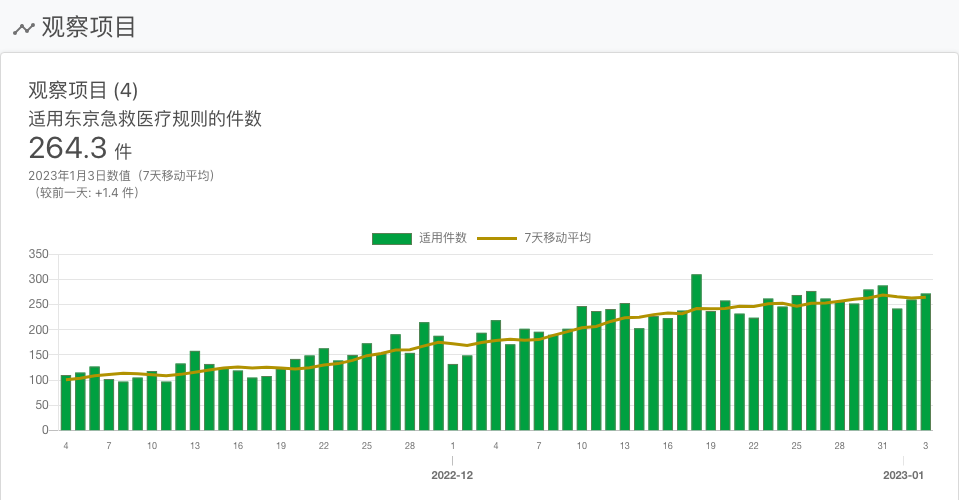 观察项目
观察项目 (4)
适用东京急救医疗规则的件数
264.3 件
2023年1月3日数值（7天移动平均）
（较前一天: +1.4 件）
适用件数 7天移动平均
350
300
250
200
150
100
50
0
4 7 10 13 16 19 22 25 28 1 4 7 10 13 16 19 22 25 28 31 3
2022-12 2023-01